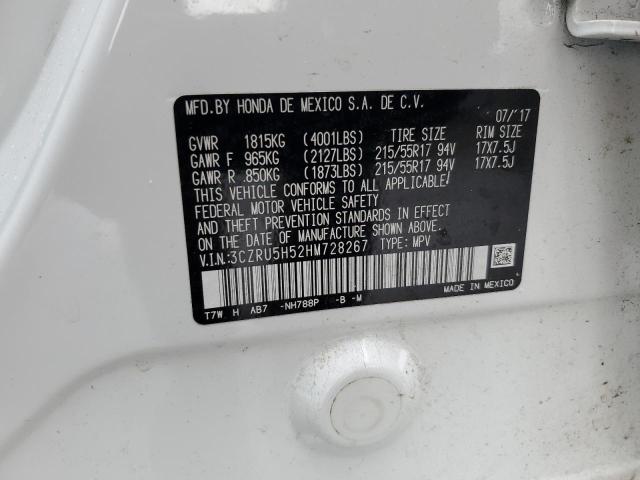 MFD.BY HONDA DE MEXICO S.A. DE C.V. 07/'17
GVWR 1815KG (4001LBS) TIRE SIZE RIM SIZE
GAWR F 965KG (2127LBS) 215/55R17 94V 17X7.5J
GAWR R 850KG (1873LBS) 215/55R17 94V 17X7.5J
THIS VEHICLE CONFORMS TO ALL APPLICABLE
FEDERAL MOTOR VEHICLE SAFETY
AND THEFT PREVENTION STANDARDS IN EFFECT
ON THE DATE OF MANUFACTURE SHOWN ABOVE.
V.I.N:3CZRU5H52HM728267 TYPE: MPV
T7W H AB7 -NH788P -B -M MADE IN MEXICO